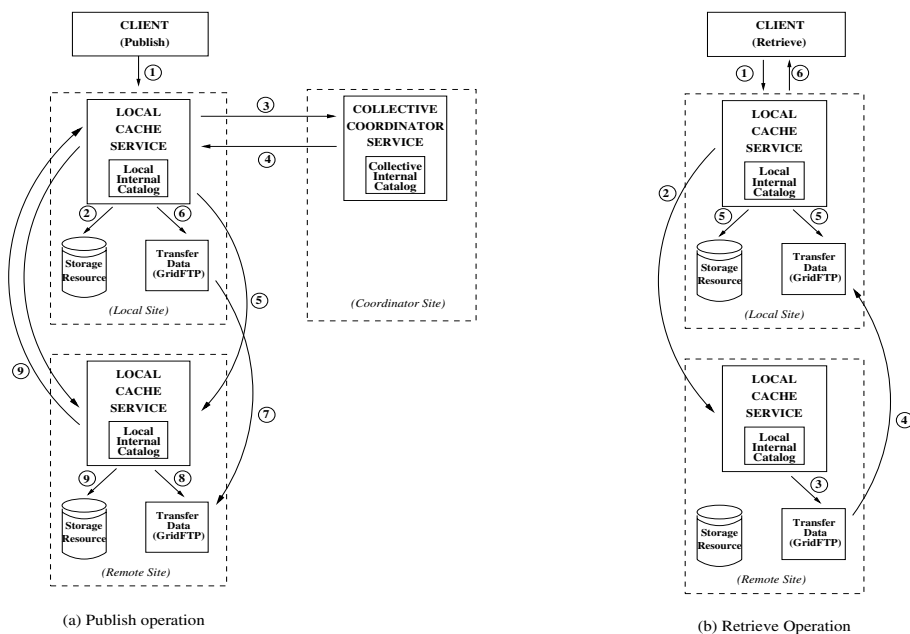 CLIENT
(Publish)
1
LOCAL
CACHE
SERVICE
Local
Internal
Catalog
2
6
Storage
Resource
Transfer
Data
(GridFTP)
(Local Site)
3
4
COLLECTIVE
COORDINATOR
SERVICE
Collective
Internal
Catalog
(Coordinator Site)
5
9
7
LOCAL
CACHE
SERVICE
Local
Internal
Catalog
9
8
Storage
Resource
Transfer
Data
(GridFTP)
(Remote Site)
(a) Publish operation
CLIENT
(Retrieve)
1
6
LOCAL
CACHE
SERVICE
Local
Internal
Catalog
2
5
5
Storage
Resource
Transfer
Data
(GridFTP)
(Local Site)
LOCAL
CACHE
SERVICE
Local
Internal
Catalog
3
4
Storage
Resource
Transfer
Data
(GridFTP)
(Remote Site)
(b) Retrieve Operation